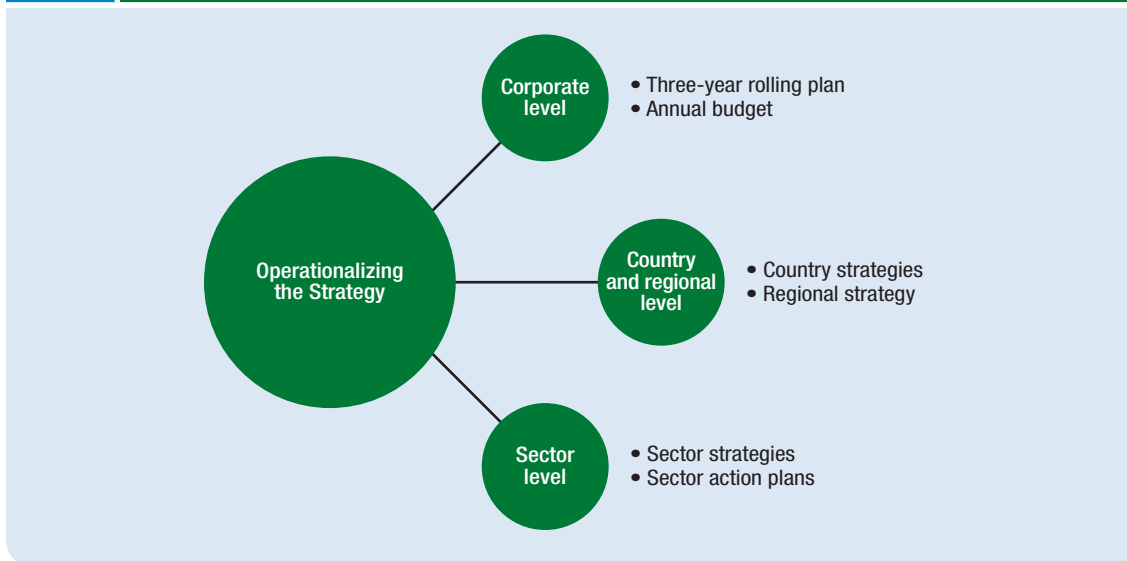 Corporate
level
• Three-year rolling plan
• Annual budget
Operationalizing
the Strategy
Country
and regional
level
• Country strategies
• Regional strategy
Sector
level
• Sector strategies
• Sector action plans